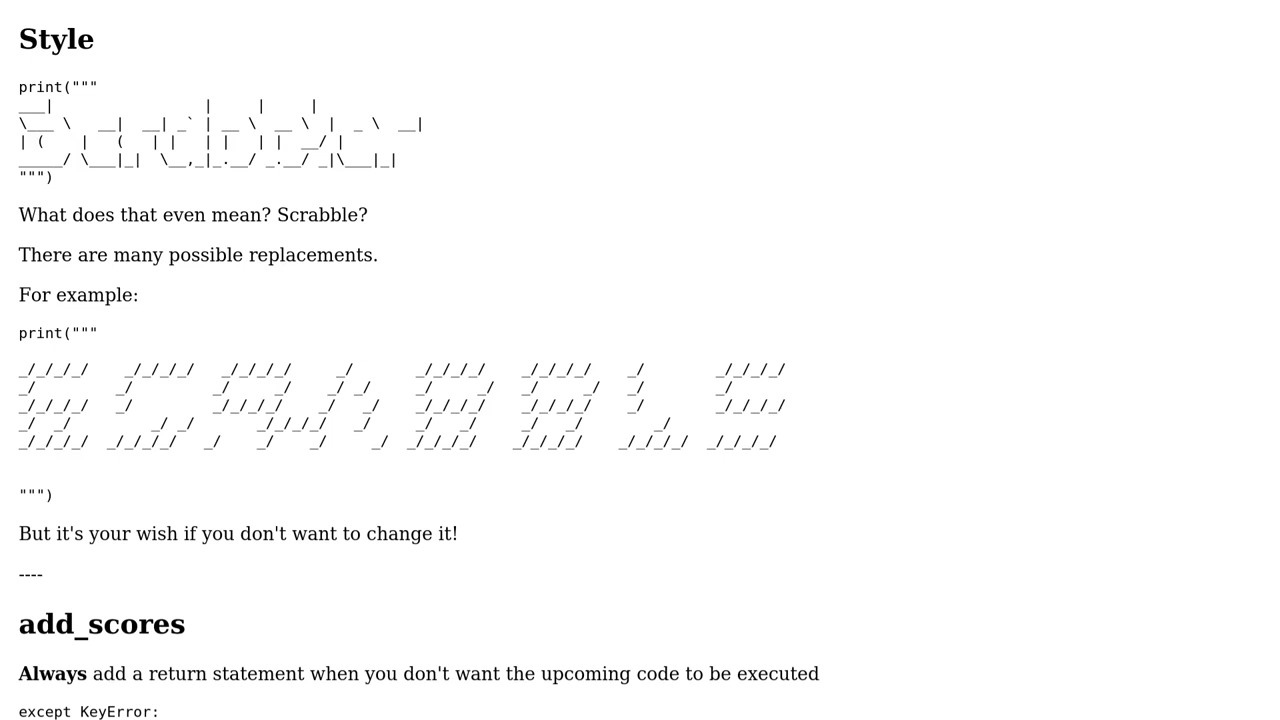 Style
print("""
___|                 |     |     |
\___ \   __|  __| _` | __ \  __ \  |  _ \  __|
| (    |   (   | |   | |   | |  __/ |
_____/ \___|_|  \__,_|_.__/ _.__/ _|\___|_|
""")
What does that even mean? Scrabble?
There are many possible replacements.
For example:
print("""
_/_/_/_/    _/_/_/_/   _/_/_/_/     _/       _/_/_/_/    _/_/_/_/    _/        _/_/_/_/
_/         _/         _/     _/    _/ _/     _/     _/   _/      _/   _/        _/
_/_/_/_/   _/         _/_/_/_/    _/   _/    _/_/_/_/    _/_/_/_/    _/        _/_/_/_/
_/  _/         _/ _/       _/_/_/_/   _/     _/   _/     _/   _/         _/
_/_/_/_/  _/_/_/_/   _/    _/    _/     _/  _/_/_/_/    _/_/_/_/    _/_/_/_/  _/_/_/_/
""")
But it's your wish if you don't want to change it!
----
add_scores
Always add a return statement when you don't want the upcoming code to be executed
except KeyError: